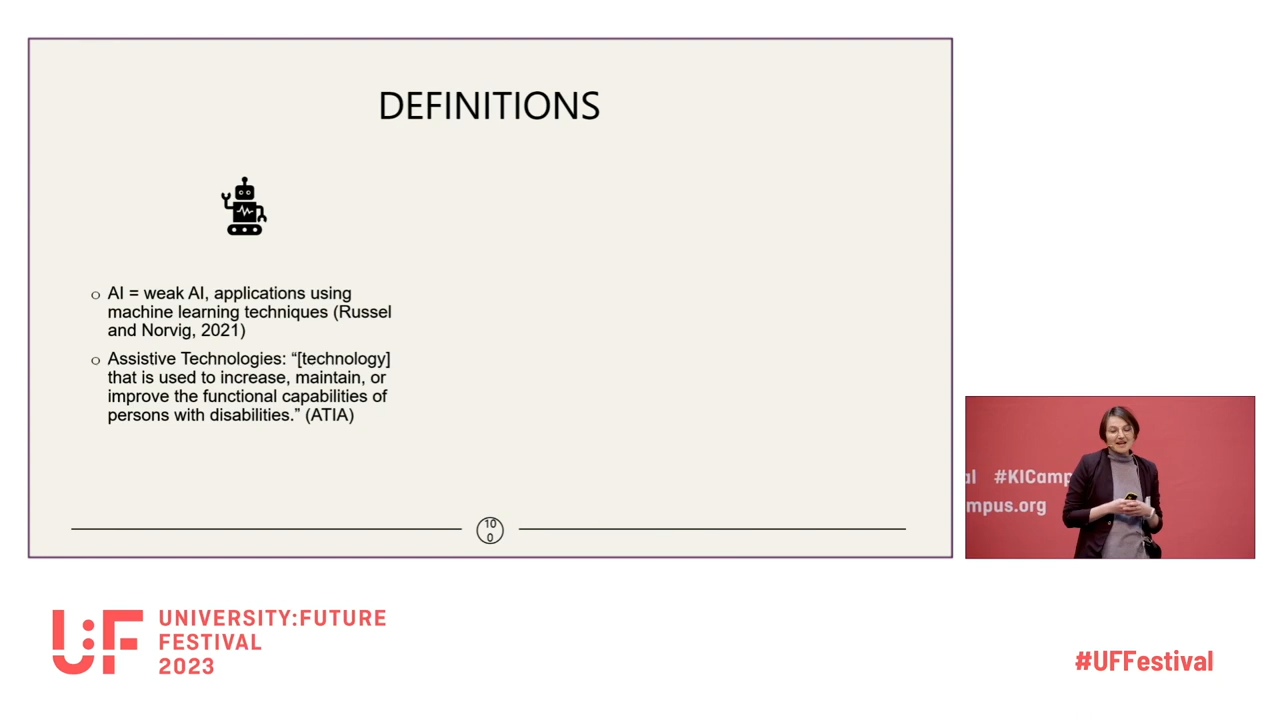 DEFINITIONS
o AI = weak AI, applications using
machine learning techniques (Russel
and Norvig, 2021)
o Assistive Technologies: “[technology]
that is used to increase, maintain, or
improve the functional capabilities of
persons with disabilities.” (ATIA)
10
0
al #KICamp
mpus.org
U:F
UNIVERSITY:FUTURE
FESTIVAL
2023
#UFFestival